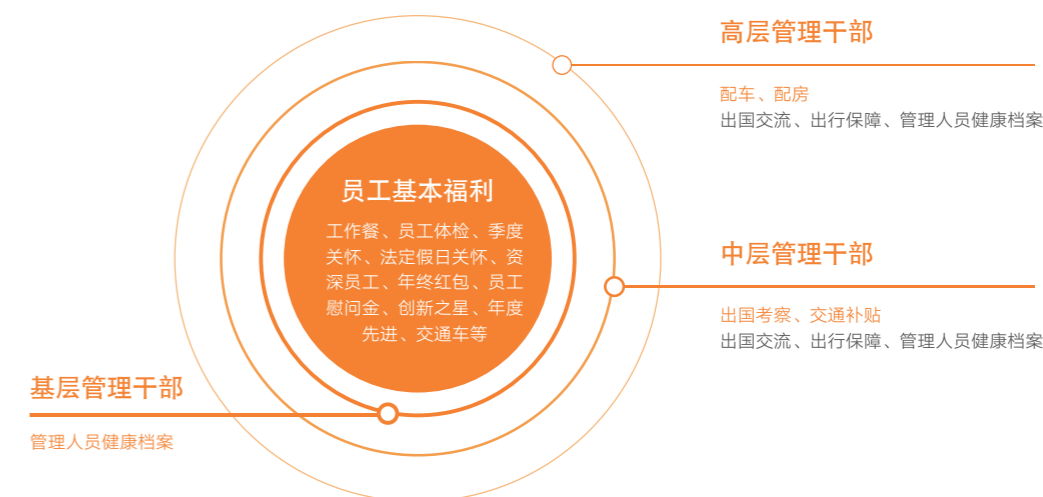 高层管理干部
配车、配房
出国交流、出行保障、管理人员健康档案
员工基本福利
工作餐、员工体检、季度
关怀、法定假日关怀、资
深员工、年终红包、员工
慰问金、创新之星、年度
先进、交通车等
中层管理干部
出国考察、交通补贴
出国交流、出行保障、管理人员健康档案
基层管理干部
管理人员健康档案